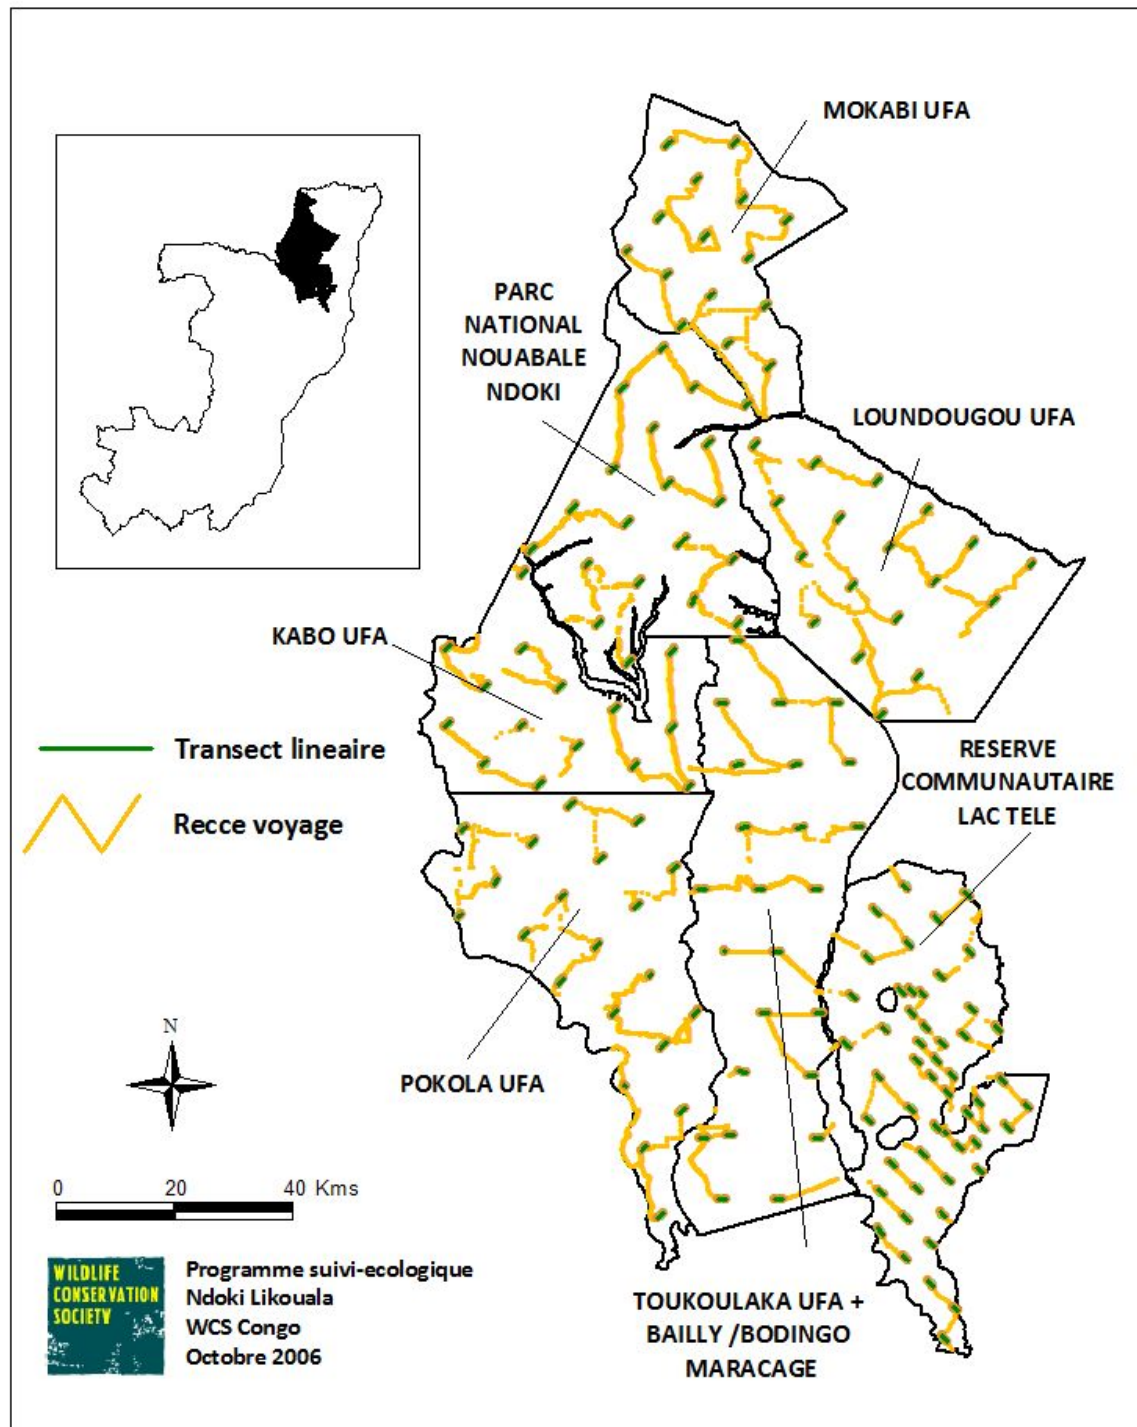 MOKABI UFA
PARC
NATIONAL
NOUABALE
NDOKI
LOUNDOUGOU UFA
KABO UFA
Transect lineaire
Recce voyage
RESERVE
COMMUNAUTAIRE
LAC TELE
N
POKOLA UFA
0 20 40 Kms
WILDLIFE
CONSERVATION
SOCIETY
Programme suivi-ecologique
Ndoki Likouala
WCS Congo
Octobre 2006
TOUKOULAKA UFA +
BAILLY /BODINGO
MARACAGE